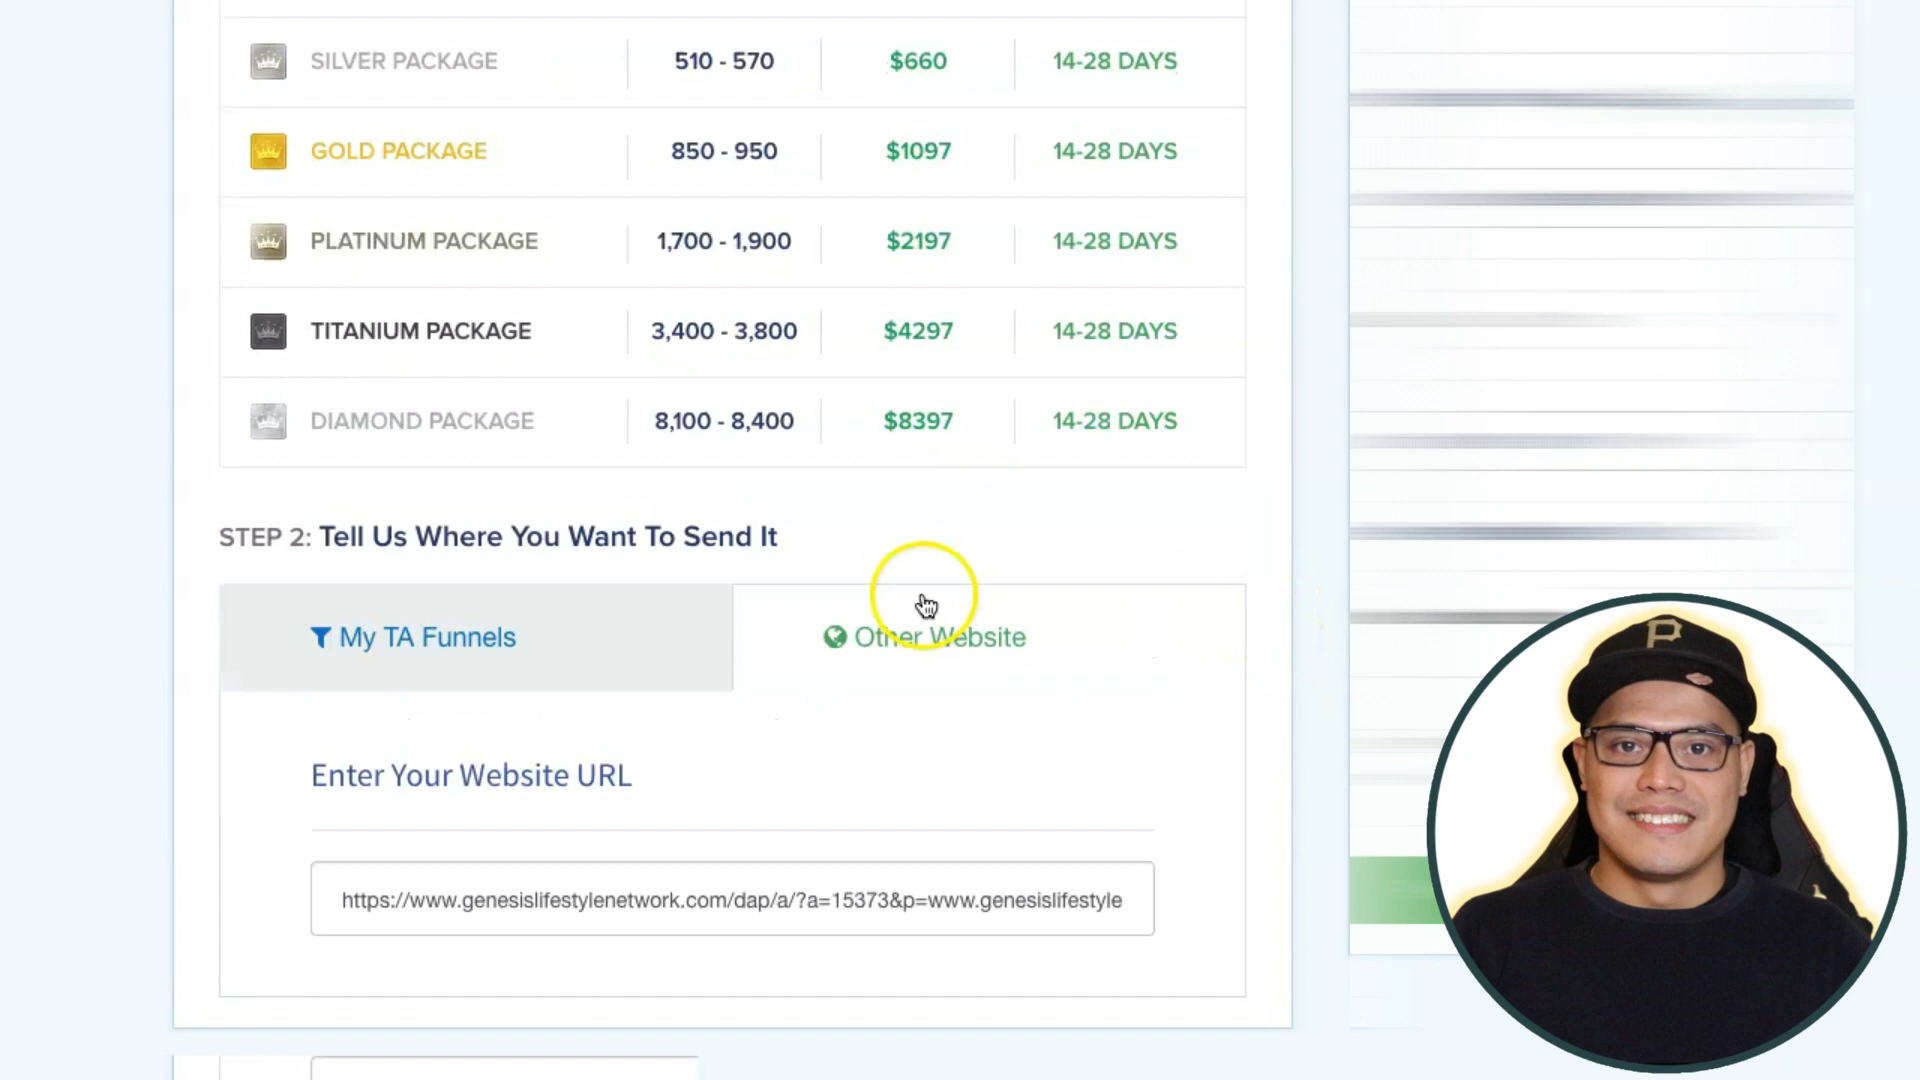 SILVER PACKAGE 510 - 570 $660 14-28 DAYS
GOLD PACKAGE 850 - 950 $1097 14-28 DAYS
PLATINUM PACKAGE 1,700 - 1,900 $2197 14-28 DAYS
TITANIUM PACKAGE 3,400 - 3,800 $4297 14-28 DAYS
DIAMOND PACKAGE 8,100 - 8,400 $8397 14-28 DAYS
STEP 2: Tell Us Where You Want To Send It
My TA Funnels
Other Website
Enter Your Website URL
https://www.genesislifestylenetwork.com/dap/a/?a=15373&p=www.genesislifestyle
P